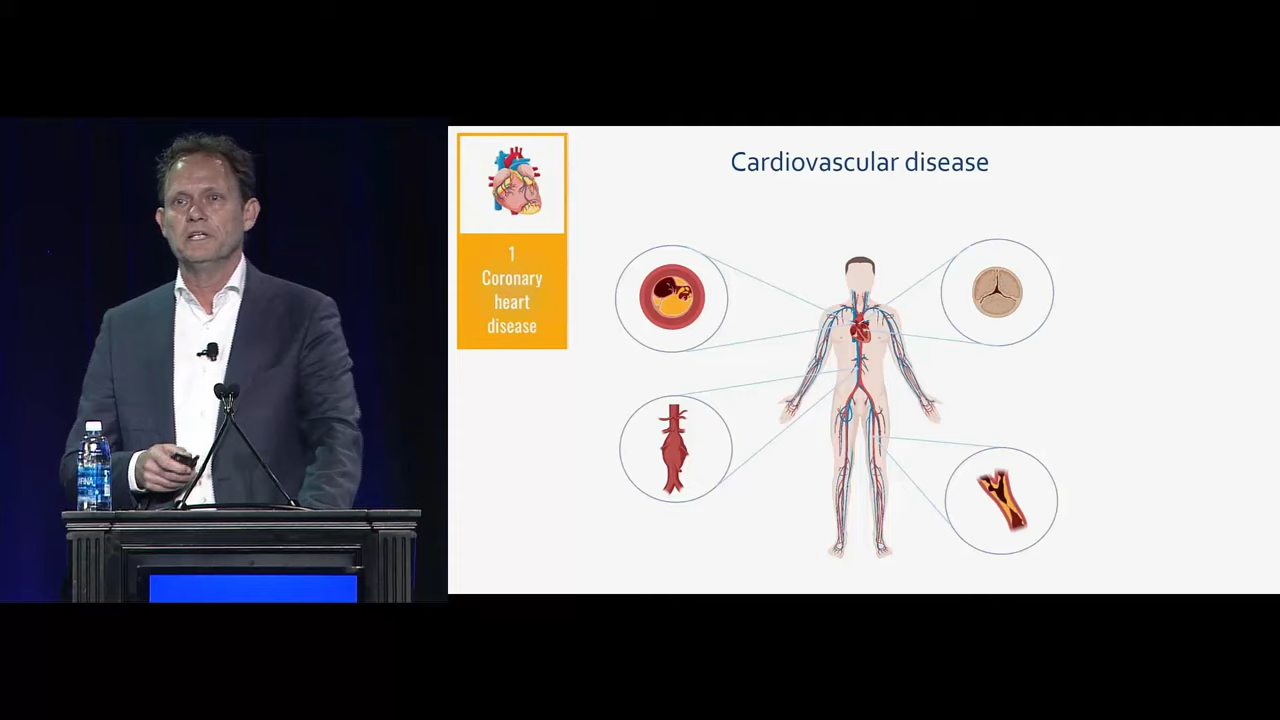 Cardiovascular disease
1
Coronary
heart
disease